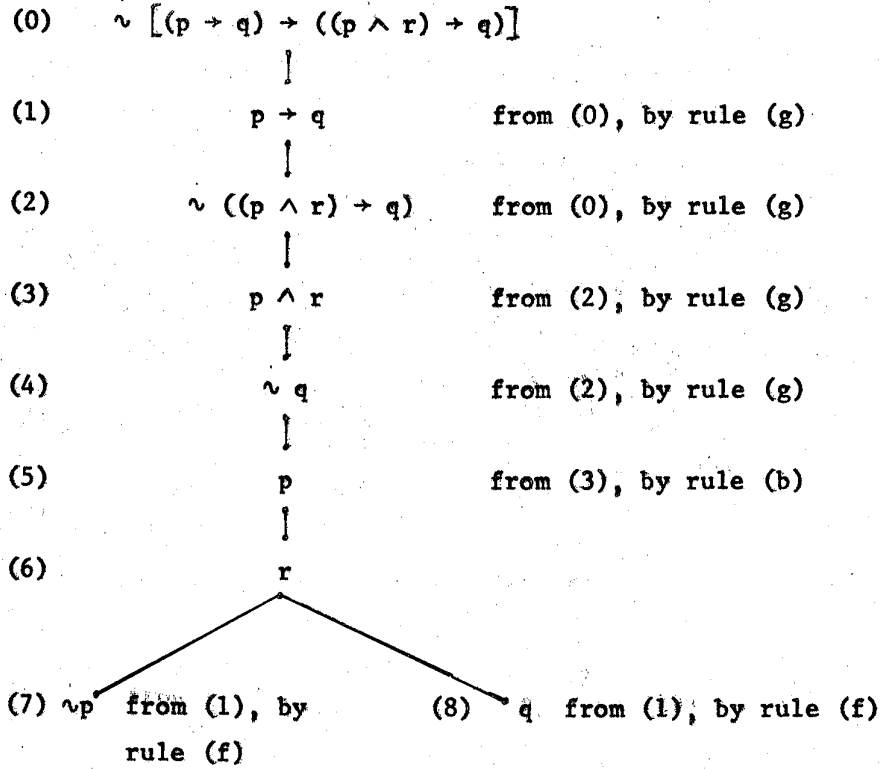 (0) ~ [(p → q) → ((p ∧ r) → q)]
(1) p → q from (0), by rule (g)
(2) ~ ((p ∧ r) → q) from (0), by rule (g)
(3) p ∧ r from (2), by rule (g)
(4) ~ q from (2), by rule (g)
(5) p from (3), by rule (b)
(6) r
(7) ~p from (1), by
rule (f)
(8) q from (1), by rule (f)